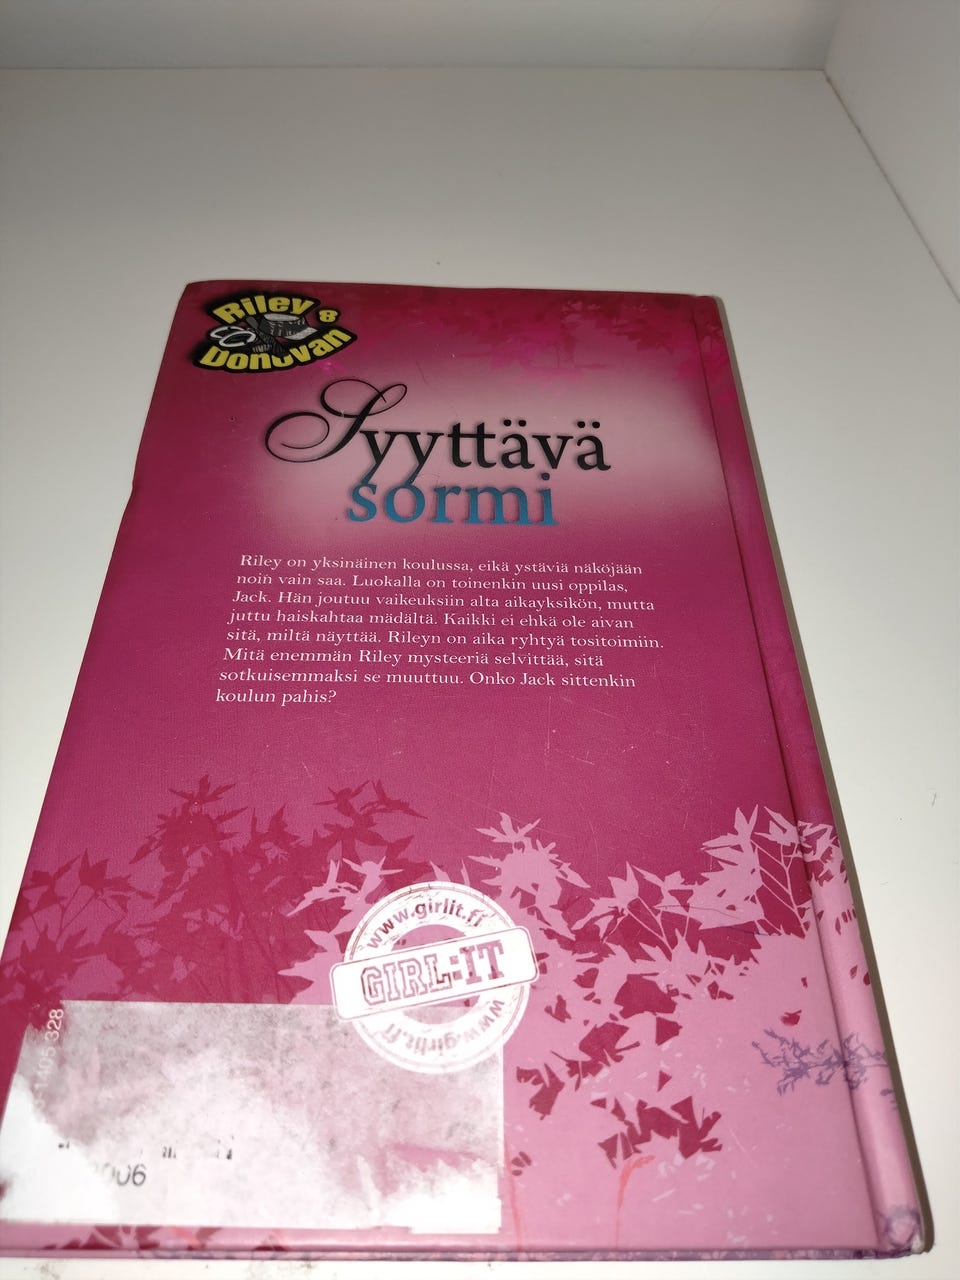 Riley &
Donovan
Syyttävä
sormi
Riley on yksinäinen koulussa, eikä ystäviä näköjään
noin vain saa. Luokalla on toinenkin uusi oppilas,
Jack. Hän joutuu vaikeuksiin alta aikayksikön, mutta
juttu haiskahtaa mädältä. Kaikki ei ehkä ole aivan
sitä, miltä näyttää. Rileyn on aika ryhtyä tositoimiin.
Mitä enemmän Riley mysteeriä selvittää, sitä
sotkuisemmaksi se muuttuu. Onko Jack sittenkin
koulun pahis?
www.girlit.fi
GIRL:IT
www.girlit.fi
328